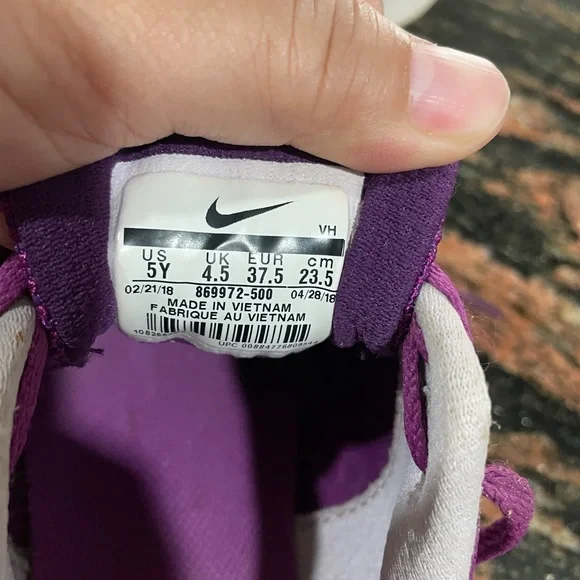 VH
US UK EUR cm
5Y 4.5 37.5 23.5
02/21/18 869972-500 04/28/18
MADE IN VIETNAM
FABRIQUE AU VIETNAM
UPC